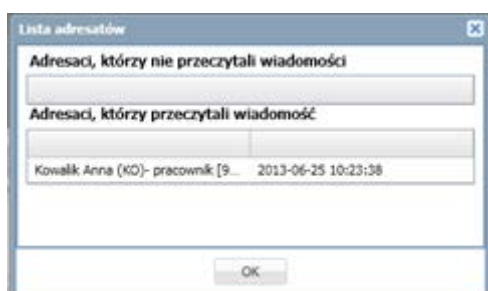 Lista adresatów
Adresaci, którzy nie przeczytali wiadomości
Adresaci, którzy przeczytali wiadomość
Kowalik Anna (KO)- pracownik [9... 2013-06-25 10:23:38
OK